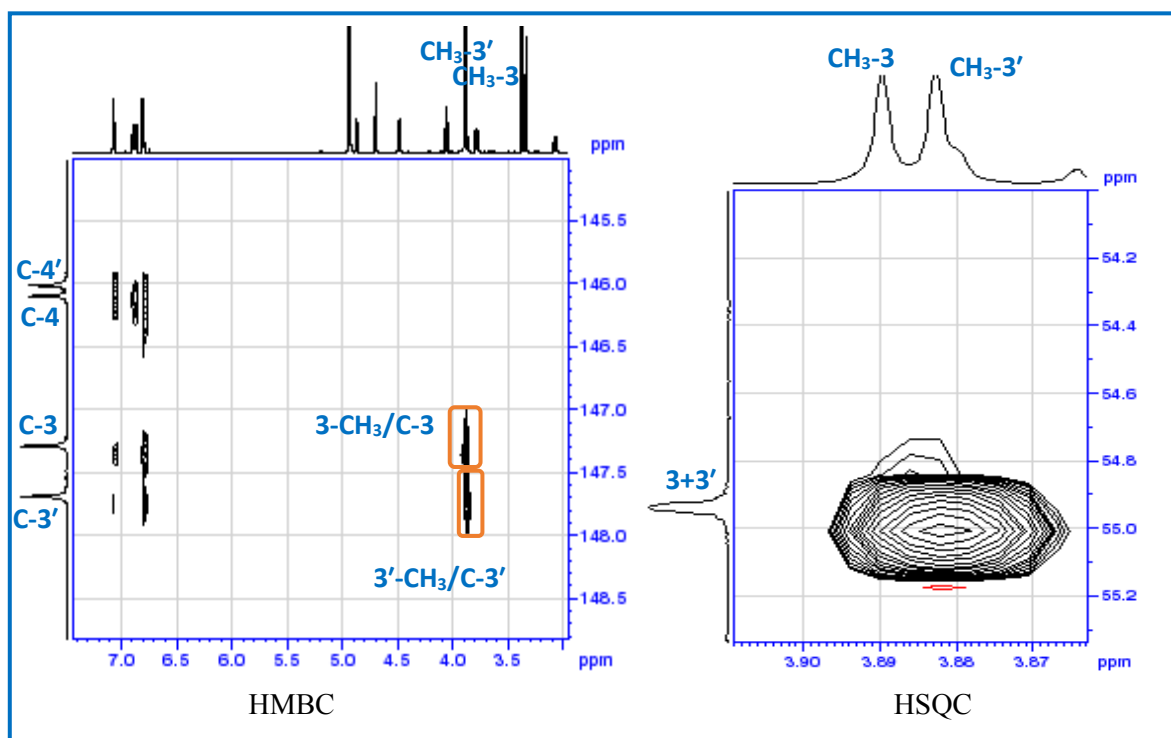 CH₃-3′
CH₃-3
ppm
145.5
146.0
146.5
147.0
147.5
148.0
148.5
C-4′
C-4
C-3
C-3′
3-CH₃/C-3
3′-CH₃/C-3′
7.0 6.5 6.0 5.5 5.0 4.5 4.0 3.5 ppm
HMBC
CH₃-3
CH₃-3′
ppm
54.2
54.4
54.6
54.8
55.0
55.2
3+3′
3.90 3.89 3.88 3.87 ppm
HSQC